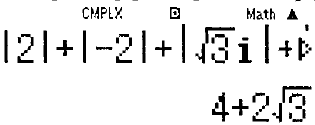 CMPLX D Math ▲
|2|+|-2|+|√3i|+
4+2√3